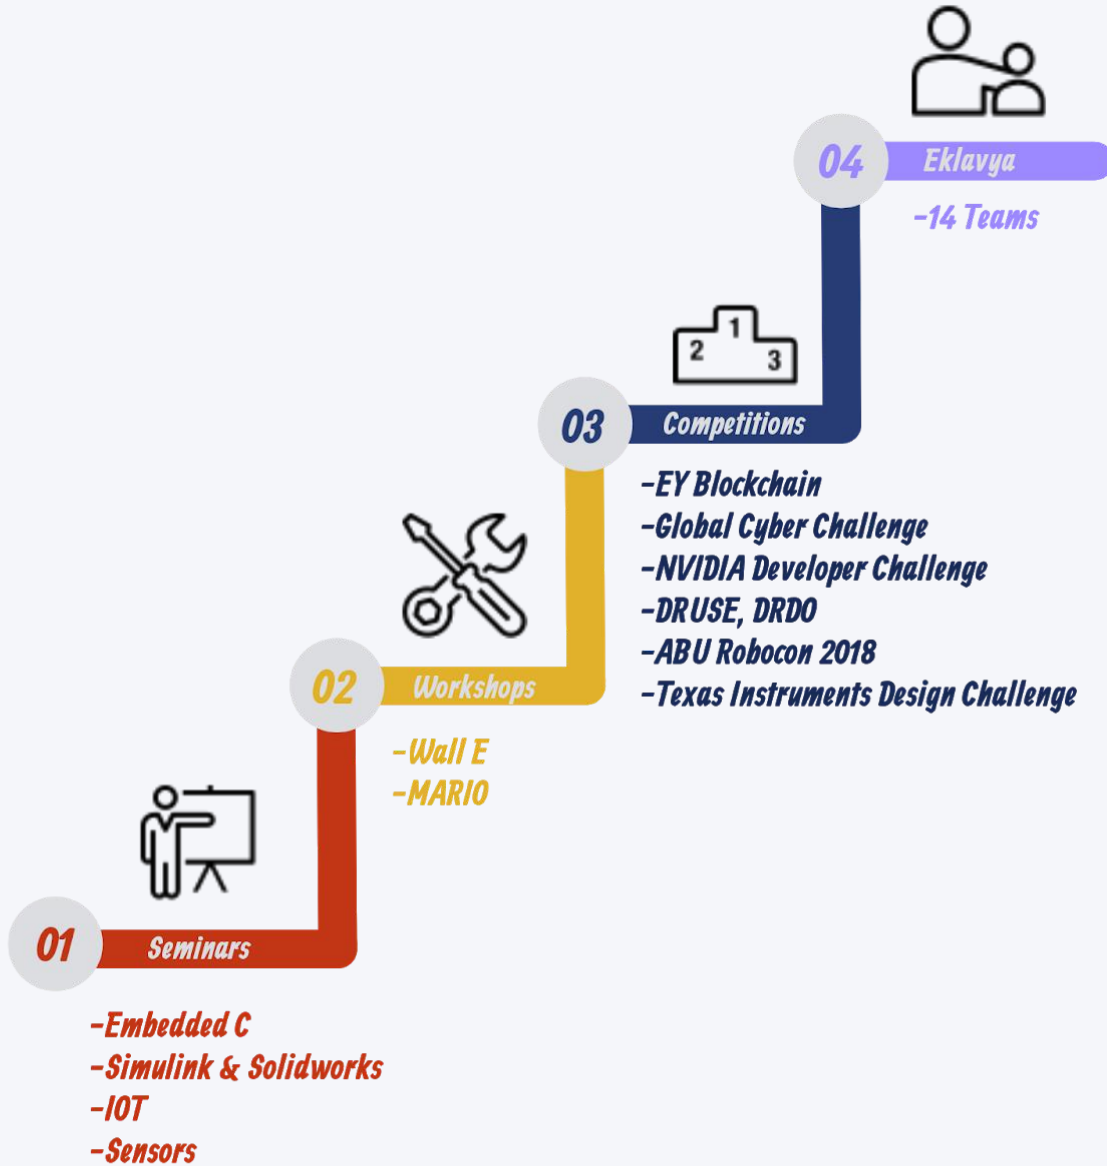 04
Eklavya
-14 Teams
1
2
3
03
Competitions
-EY Blockchain
-Global Cyber Challenge
-NVIDIA Developer Challenge
-DRUSE, DRDO
-ABU Robocon 2018
-Texas Instruments Design Challenge
02
Workshops
-Wall E
-MARIO
01
Seminars
-Embedded C
-Simulink & Solidworks
-IOT
-Sensors